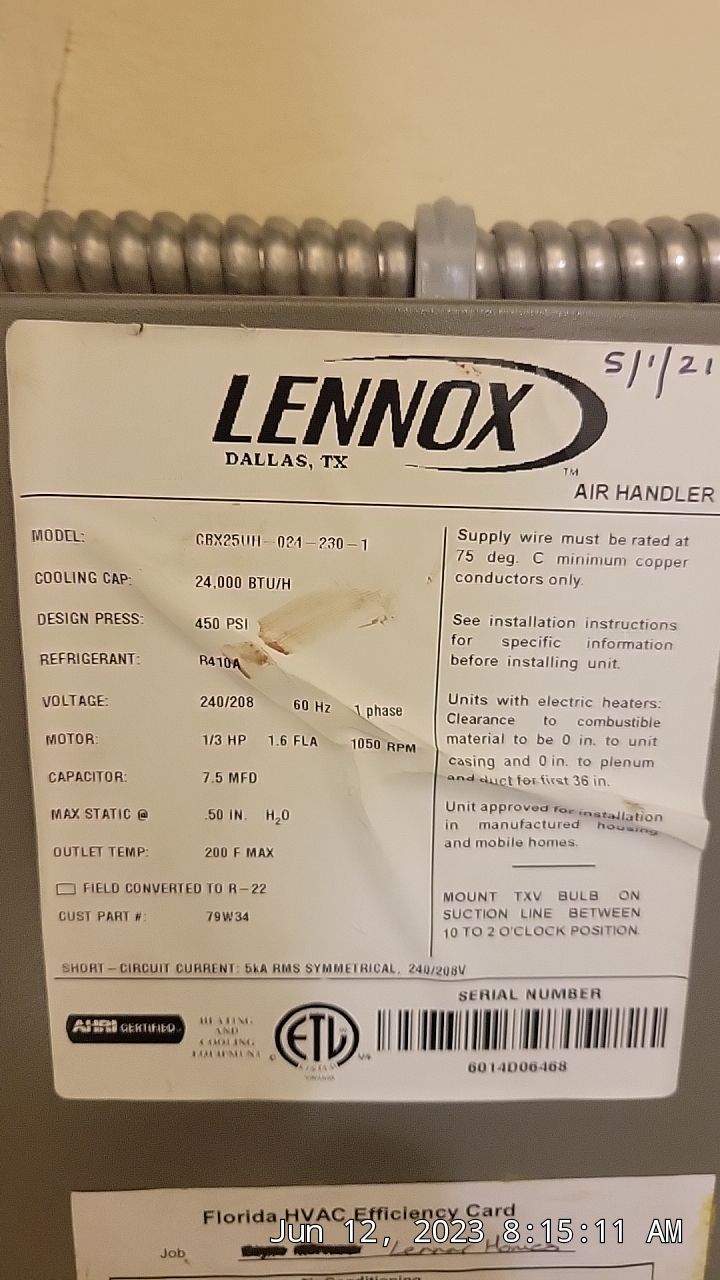 5/1/21
LENNOX
DALLAS, TX
TM
AIR HANDLER
MODEL: CBX25UH-024-230-1
COOLING CAP: 24,000 BTU/H
DESIGN PRESS: 450 PSI
REFRIGERANT: R410A
VOLTAGE: 240/208 60 Hz 1 phase
MOTOR: 1/3 HP 1.6 FLA 1050 RPM
CAPACITOR: 7.5 MFD
MAX STATIC @ .50 IN. H2O
OUTLET TEMP: 200 F MAX
FIELD CONVERTED TO R-22
CUST PART #: 79W34
Supply wire must be rated at
75 deg. C minimum copper
conductors only.
See installation instructions
for specific information
before installing unit.
Units with electric heaters:
Clearance to combustible
material to be 0 in. to unit
casing and 0 in. to plenum
and duct for first 36 in.
Unit approved for installation
in manufactured housing
and mobile homes.
MOUNT TXV BULB ON
SUCTION LINE BETWEEN
10 TO 2 O'CLOCK POSITION.
SHORT-CIRCUIT CURRENT: 5kA RMS SYMMETRICAL, 240/208V
AHRI CERTIFIED
HEATING
AND
COOLING
EQUIPMENT
C ETL US
SERIAL NUMBER
6014D06468
Florida HVAC Efficiency Card
Jun 12, 2023 8:15:11 AM
Job Lennar Homes